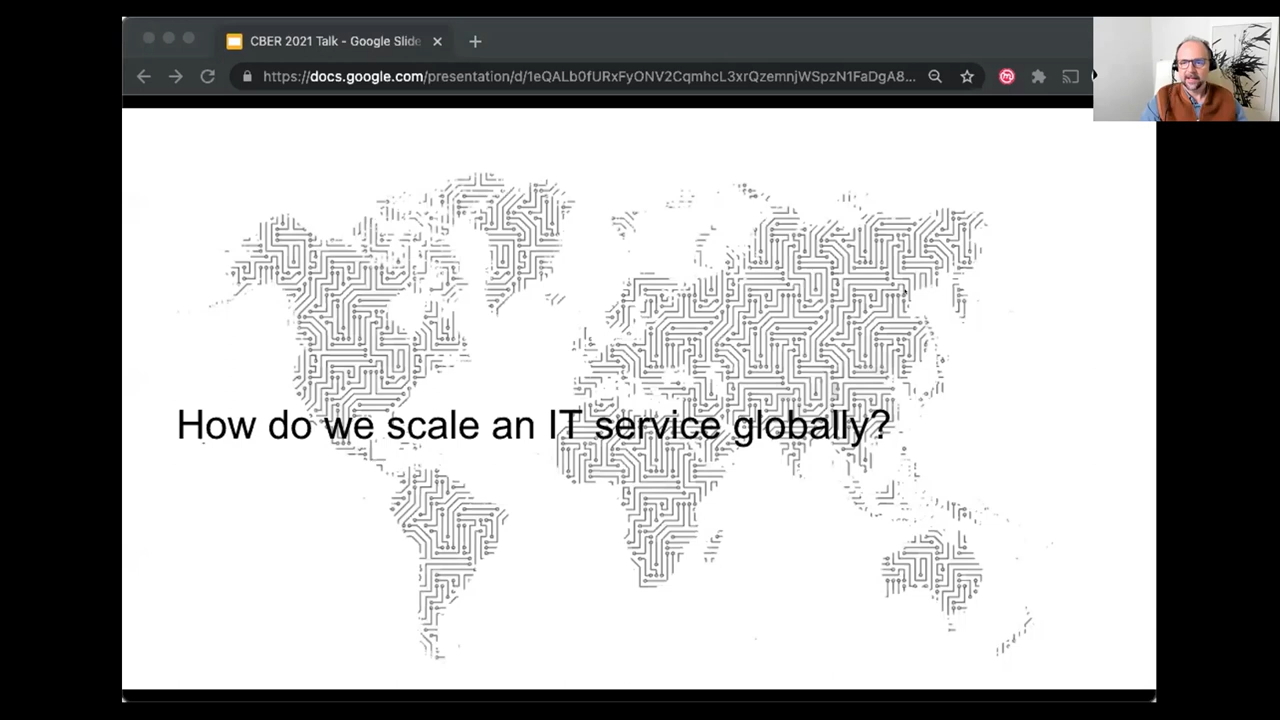 CBER 2021 Talk - Google Slide
https://docs.google.com/presentation/d/1eQALb0fURxFyONV2CqmhcL3xrQzemnjWSpzN1FaDgA8...
How do we scale an IT service globally?